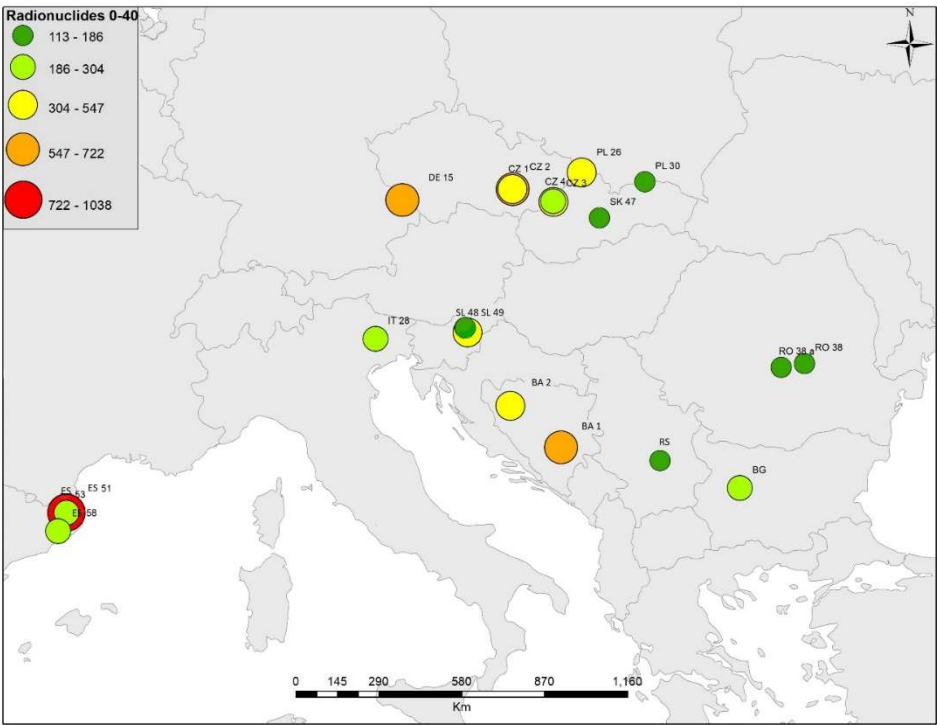 Radionuclides 0-40
113 - 186
186 - 304
304 - 547
547 - 722
722 - 1038
N
PL 26
PL 30
CZ 1 CZ 2
DE 15
CZ 4 CZ 3
SK 47
SL 48 SL 49
IT 28
RO 38 a
RO 38
BA 2
BA 1
RS
BG
ES 53
ES 51
ES 58
0 145 290 580 870 1,160
Km